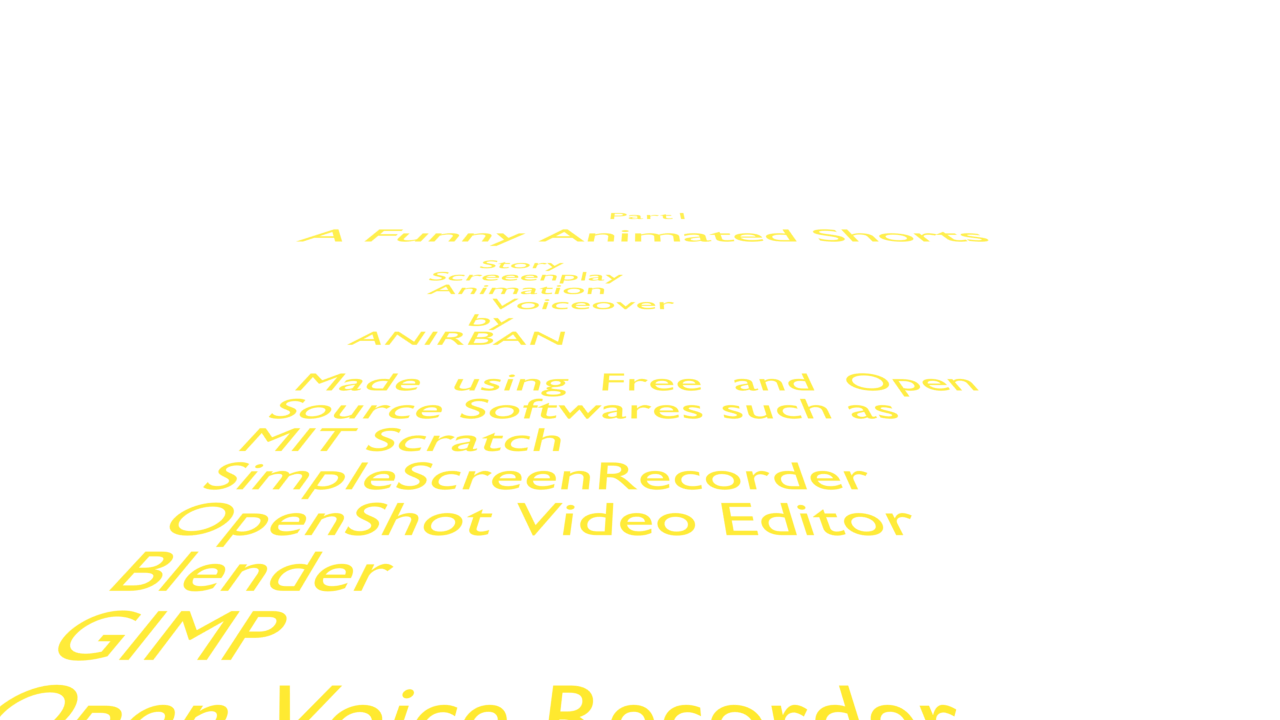 Part I
A Funny Animated Shorts
Story
Screeenplay
Animation
Voiceover
by
ANIRBAN
Made using Free and Open
Source Softwares such as
MIT Scratch
SimpleScreenRecorder
OpenShot Video Editor
Blender
GIMP
Open Voice Recorder